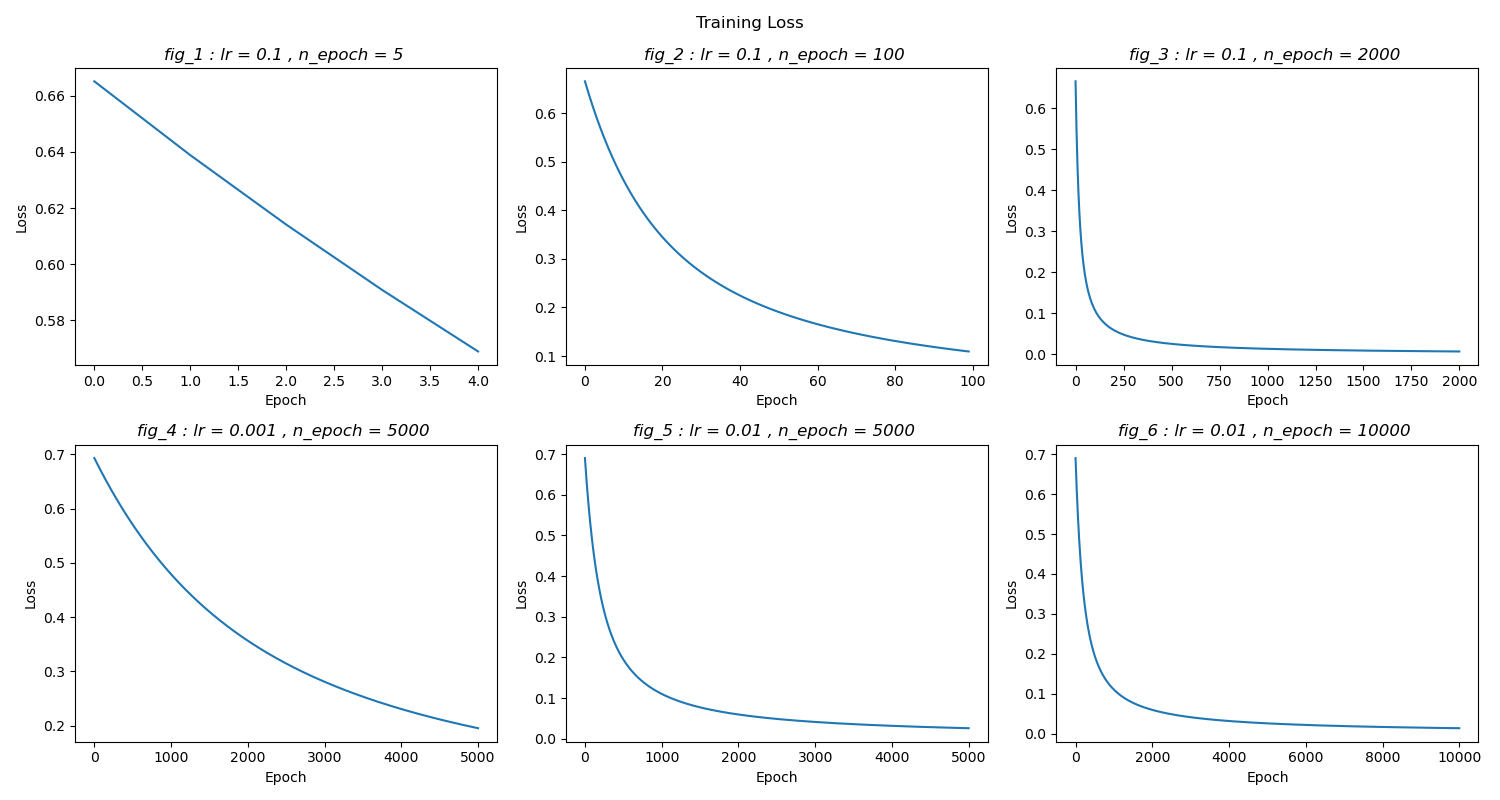 Training Loss
fig_1 : lr = 0.1 , n_epoch = 5
0.66
0.64
0.62
0.60
0.58
Loss
0.0 0.5 1.0 1.5 2.0 2.5 3.0 3.5 4.0
Epoch
fig_2 : lr = 0.1 , n_epoch = 100
0.6
0.5
0.4
0.3
0.2
0.1
Loss
0 20 40 60 80 100
Epoch
fig_3 : lr = 0.1 , n_epoch = 2000
0.6
0.5
0.4
0.3
0.2
0.1
0.0
Loss
0 250 500 750 1000 1250 1500 1750 2000
Epoch
fig_4 : lr = 0.001 , n_epoch = 5000
0.7
0.6
0.5
0.4
0.3
0.2
Loss
0 1000 2000 3000 4000 5000
Epoch
fig_5 : lr = 0.01 , n_epoch = 5000
0.7
0.6
0.5
0.4
0.3
0.2
0.1
0.0
Loss
0 1000 2000 3000 4000 5000
Epoch
fig_6 : lr = 0.01 , n_epoch = 10000
0.7
0.6
0.5
0.4
0.3
0.2
0.1
0.0
Loss
0 2000 4000 6000 8000 10000
Epoch